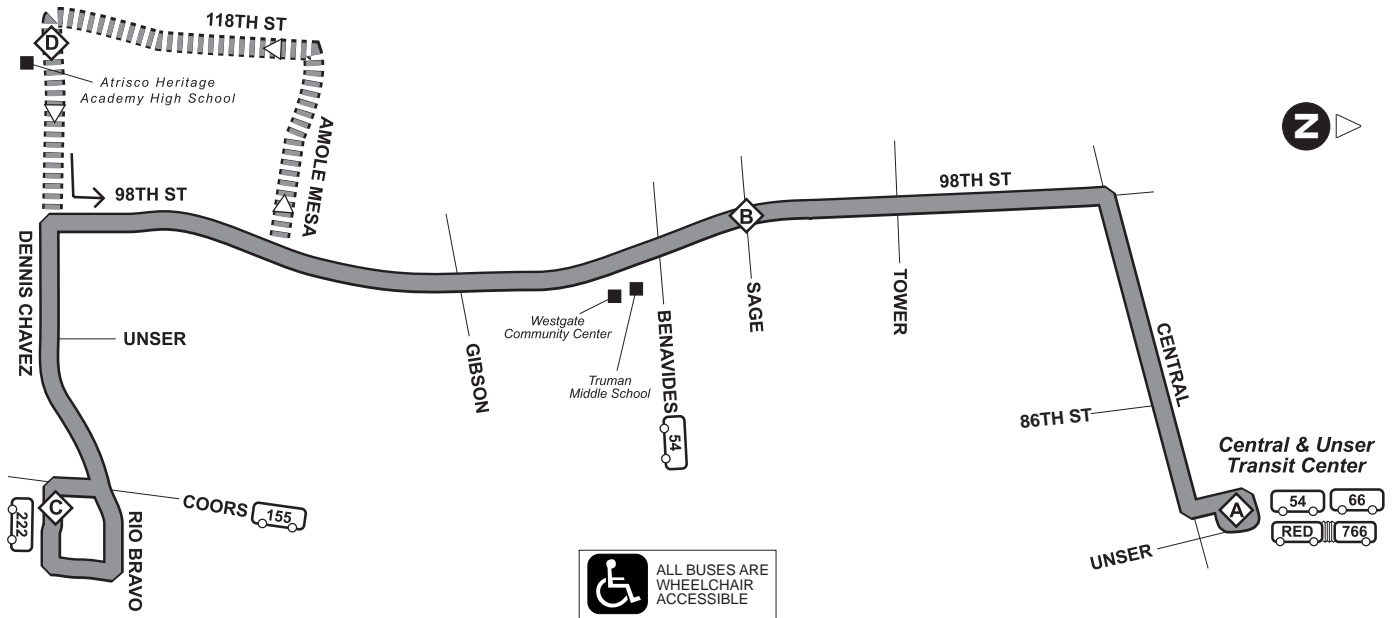 118TH ST
D
Atrisco Heritage
Academy High School
AMOLE MESA
N
98TH ST
98TH ST
B
DENNIS CHAVEZ
UNSER
GIBSON
Westgate
Community Center
Truman
Middle School
BENAVIDES
54
SAGE
TOWER
CENTRAL
86TH ST
Central & Unser
Transit Center
A
54
66
RED
766
UNSER
C
222
COORS
155
RIO BRAVO
ALL BUSES ARE
WHEELCHAIR
ACCESSIBLE